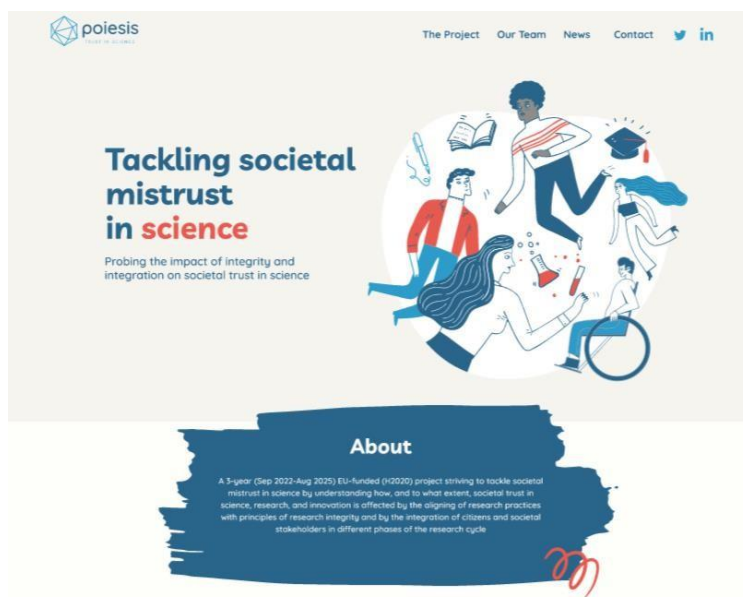 poiesis
TRUST IN SCIENCE
The Project Our Team News Contact
Tackling societal
mistrust
in science
Probing the impact of integrity and
integration on societal trust in science
About
A 3-year (Sep 2022-Aug 2025) EU-funded (H2020) project striving to tackle societal
mistrust in science by understanding how, and to what extent, societal trust in
science, research, and innovation is affected by the aligning of research practices
with principles of research integrity and by the integration of citizens and societal
stakeholders in different phases of the research cycle